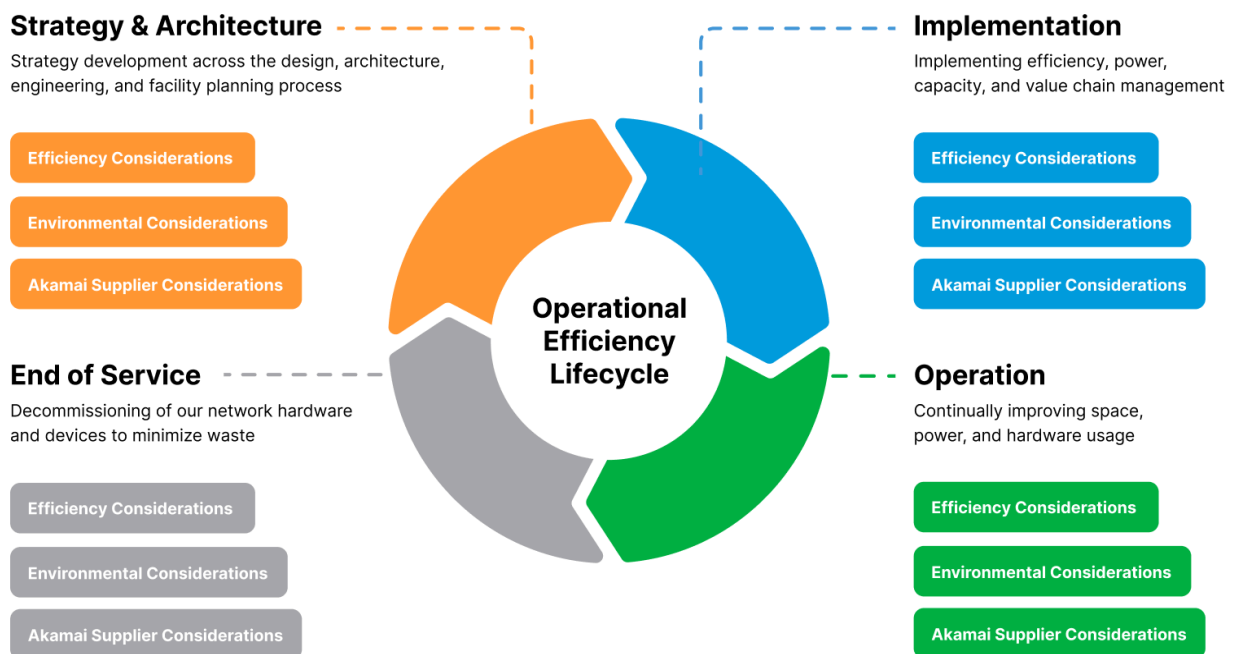 Strategy & Architecture
Strategy development across the design, architecture,
engineering, and facility planning process
Efficiency Considerations
Environmental Considerations
Akamai Supplier Considerations
Implementation
Implementing efficiency, power,
capacity, and value chain management
Efficiency Considerations
Environmental Considerations
Akamai Supplier Considerations
Operational
Efficiency
Lifecycle
End of Service
Decommissioning of our network hardware
and devices to minimize waste
Efficiency Considerations
Environmental Considerations
Akamai Supplier Considerations
Operation
Continually improving space,
power, and hardware usage
Efficiency Considerations
Environmental Considerations
Akamai Supplier Considerations